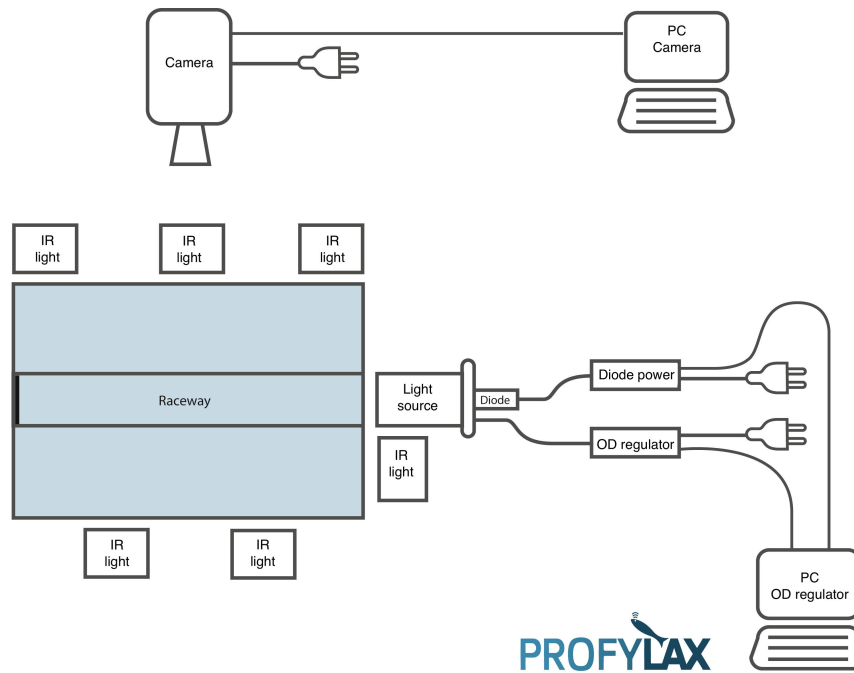 Camera
PC
Camera
IR
light
IR
light
IR
light
Raceway
Light
source
Diode
Diode power
OD regulator
IR
light
IR
light
IR
light
PC
OD regulator
PROFYLAX